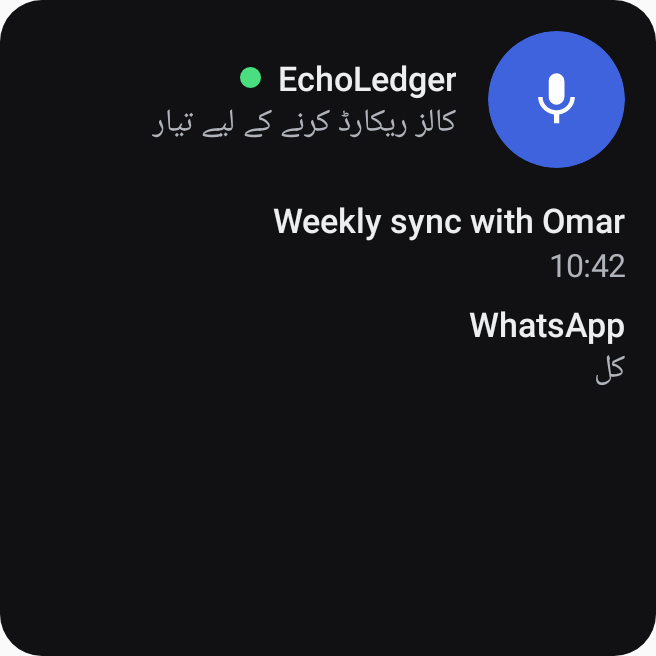 EchoLedger
کالز ریکارڈ کرنے کے لیے تیار
Weekly sync with Omar
10:42
WhatsApp
کل